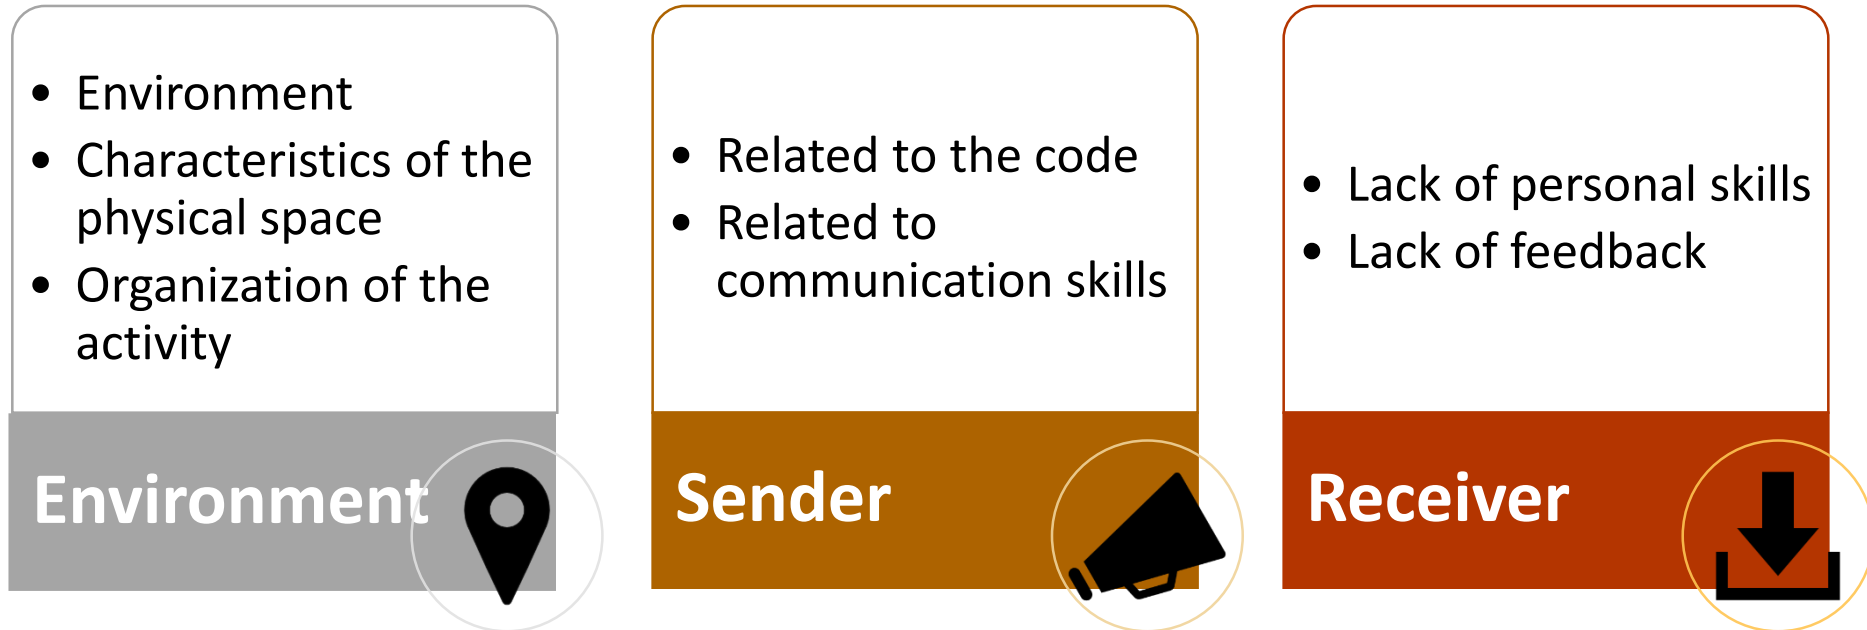 • Environment
• Characteristics of the
physical space
• Organization of the
activity
Environment
• Related to the code
• Related to
communication skills
Sender
• Lack of personal skills
• Lack of feedback
Receiver